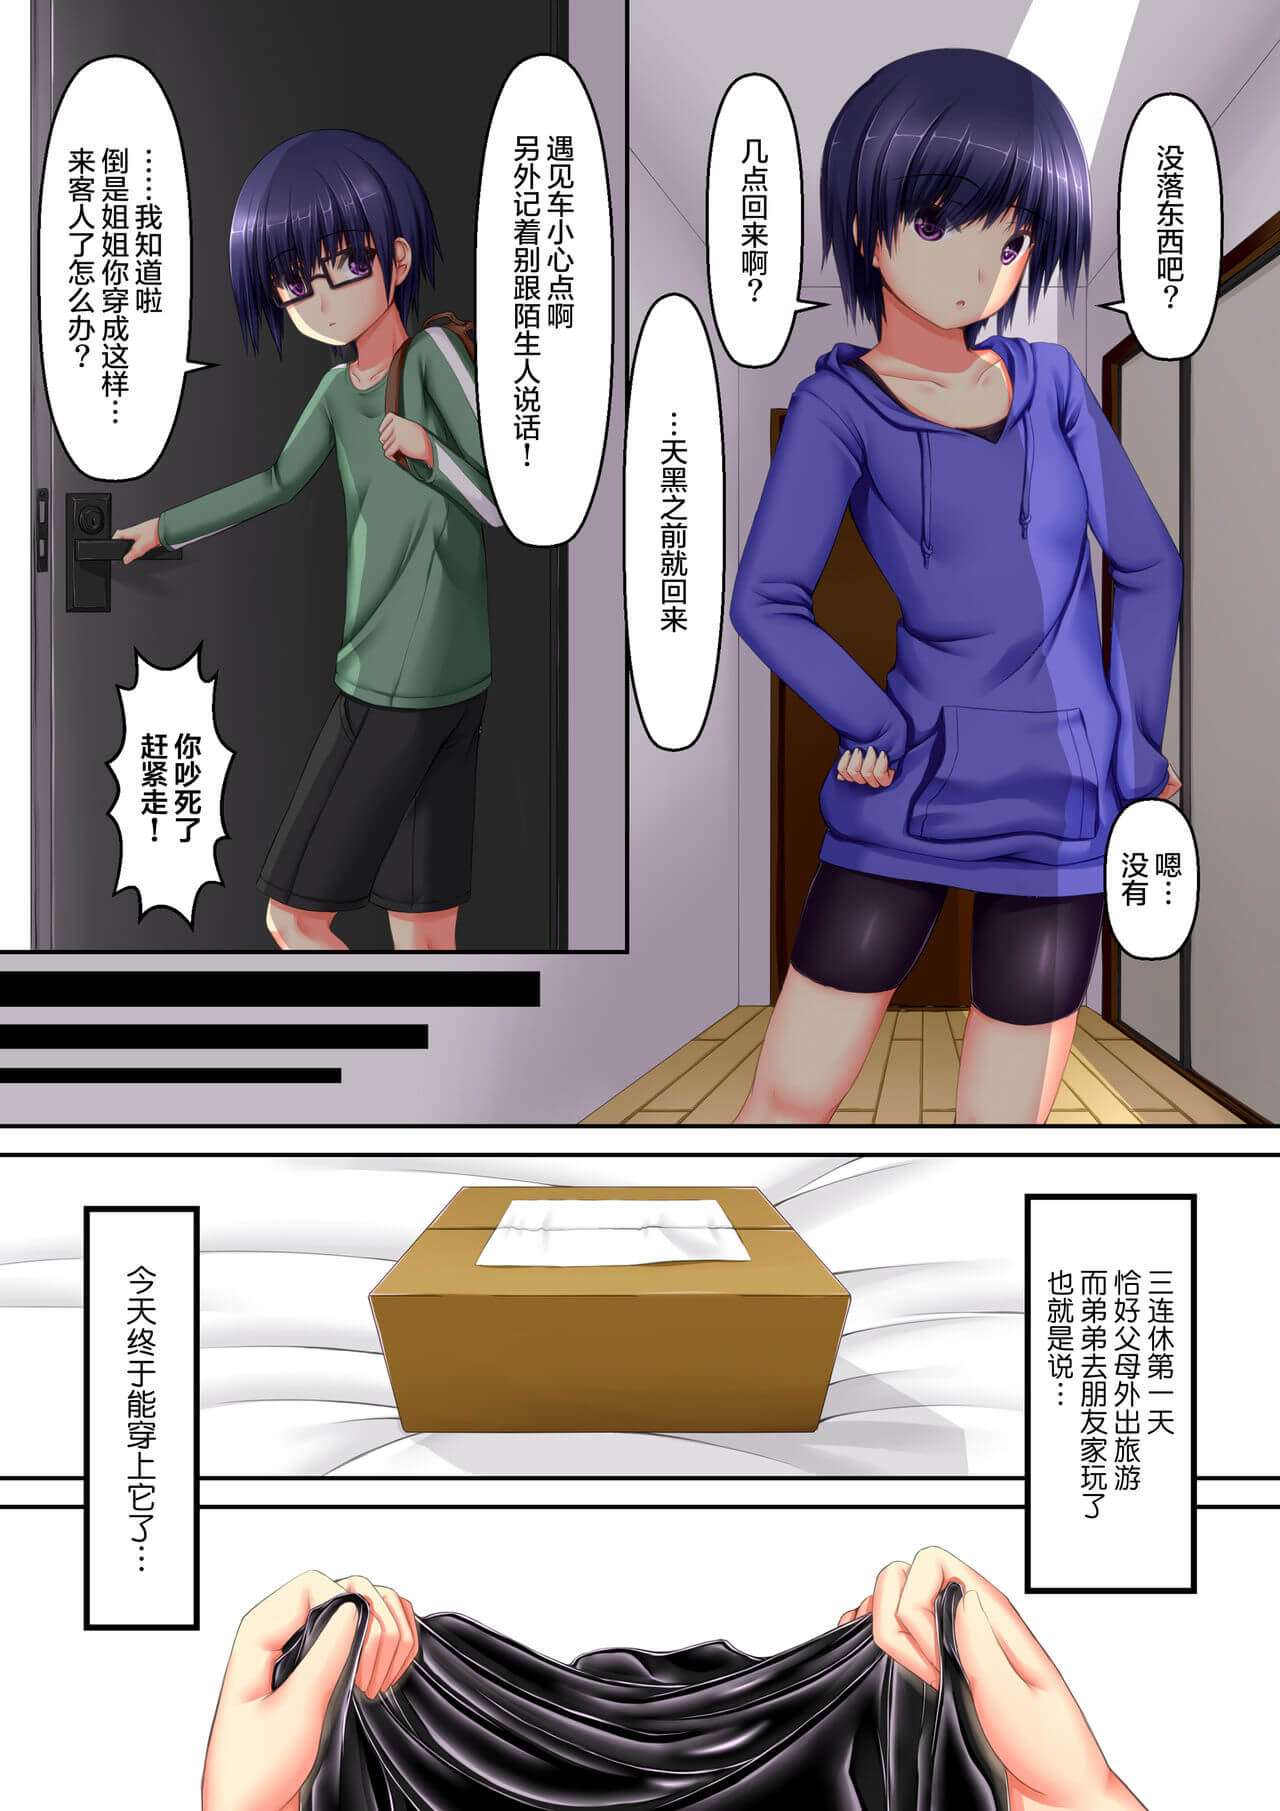 没落东西吧?
嗯…
没有
几点回来啊?
…天黑之前就回来
遇见车小心点啊
另外记着别跟陌生人说话!
……我知道啦
倒是姐姐你穿成这样…
来客人了怎么办?
你吵死了
赶紧走!
三连休第一天
恰好父母外出旅游
而弟弟去朋友家玩了
也就是说…
今天终于能穿上它了…